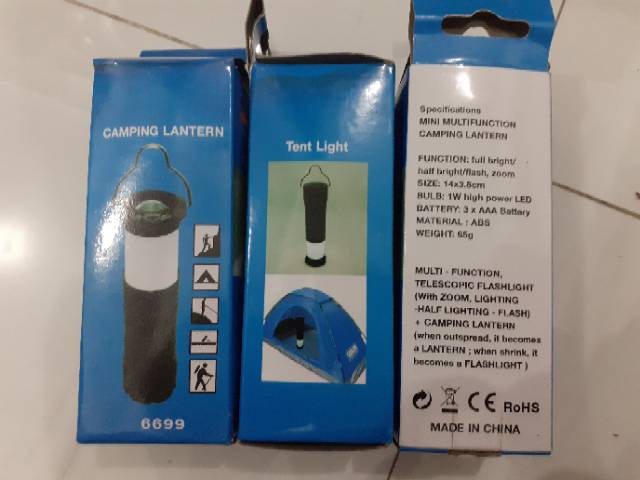 CAMPING LANTERN
6699
Tent Light
Specifications
MINI MULTIFUNCTION
CAMPING LANTERN
FUNCTION: full bright/
half bright/flash, zoom
SIZE: 14x3.8cm
BULB: 1W high power LED
BATTERY: 3 x AAA Battary
MATERIAL : ABS
WEIGHT: 65g
MULTI - FUNCTION,
TELESCOPIC FLASHLIGHT
(With ZOOM, LIGHTING
-HALF LIGHTING - FLASH)
+ CAMPING LANTERN
(when outspread, it becomes
a LANTERN ; when shrink, it
becomes a FLASHLIGHT )
CE RoHS
MADE IN CHINA